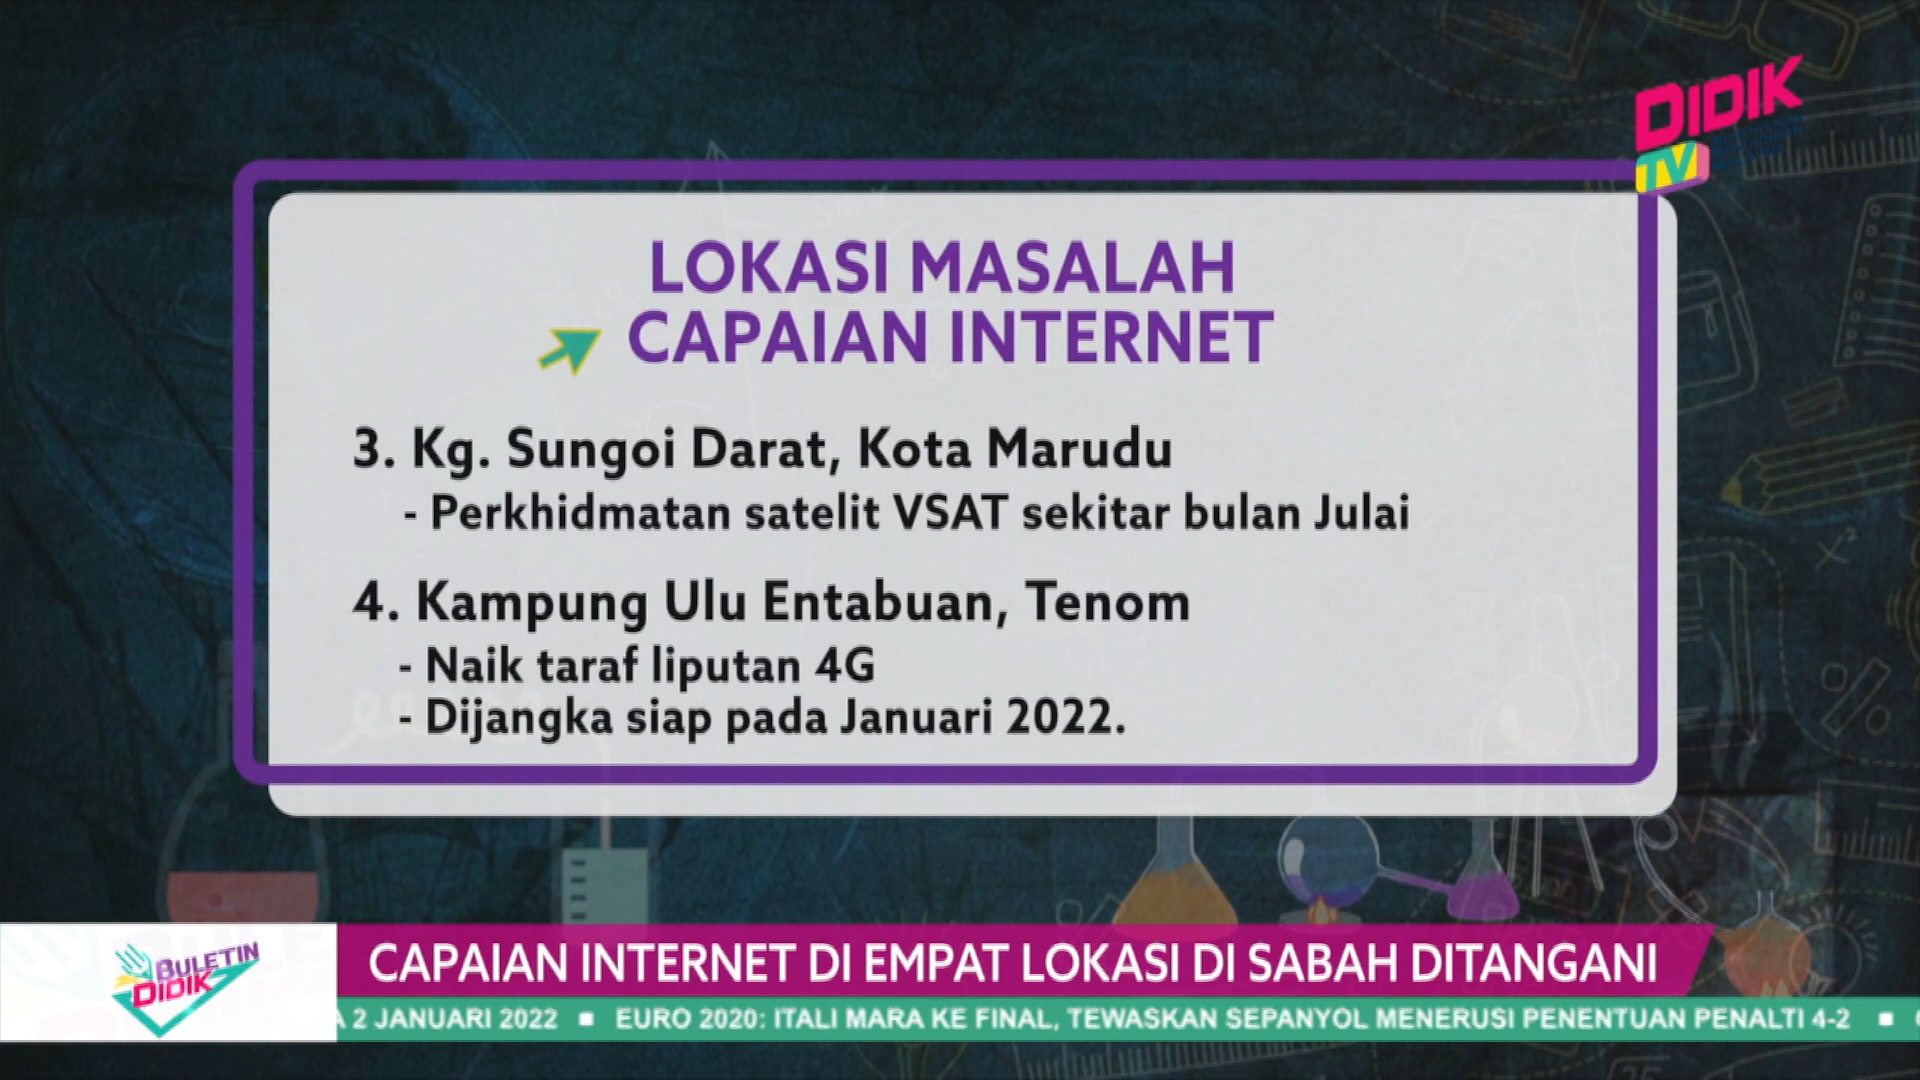 DIDIK
TV
LOKASI MASALAH
CAPAIAN INTERNET
3. Kg. Sungoi Darat, Kota Marudu
- Perkhidmatan satelit VSAT sekitar bulan Julai
4. Kampung Ulu Entabuan, Tenom
- Naik taraf liputan 4G
- Dijangka siap pada Januari 2022.
BULETIN
DIDIK
CAPAIAN INTERNET DI EMPAT LOKASI DI SABAH DITANGANI
A 2 JANUARI 2022 ▪ EURO 2020: ITALI MARA KE FINAL, TEWASKAN SEPANYOL MENERUSI PENENTUAN PENALTI 4-2 ▪